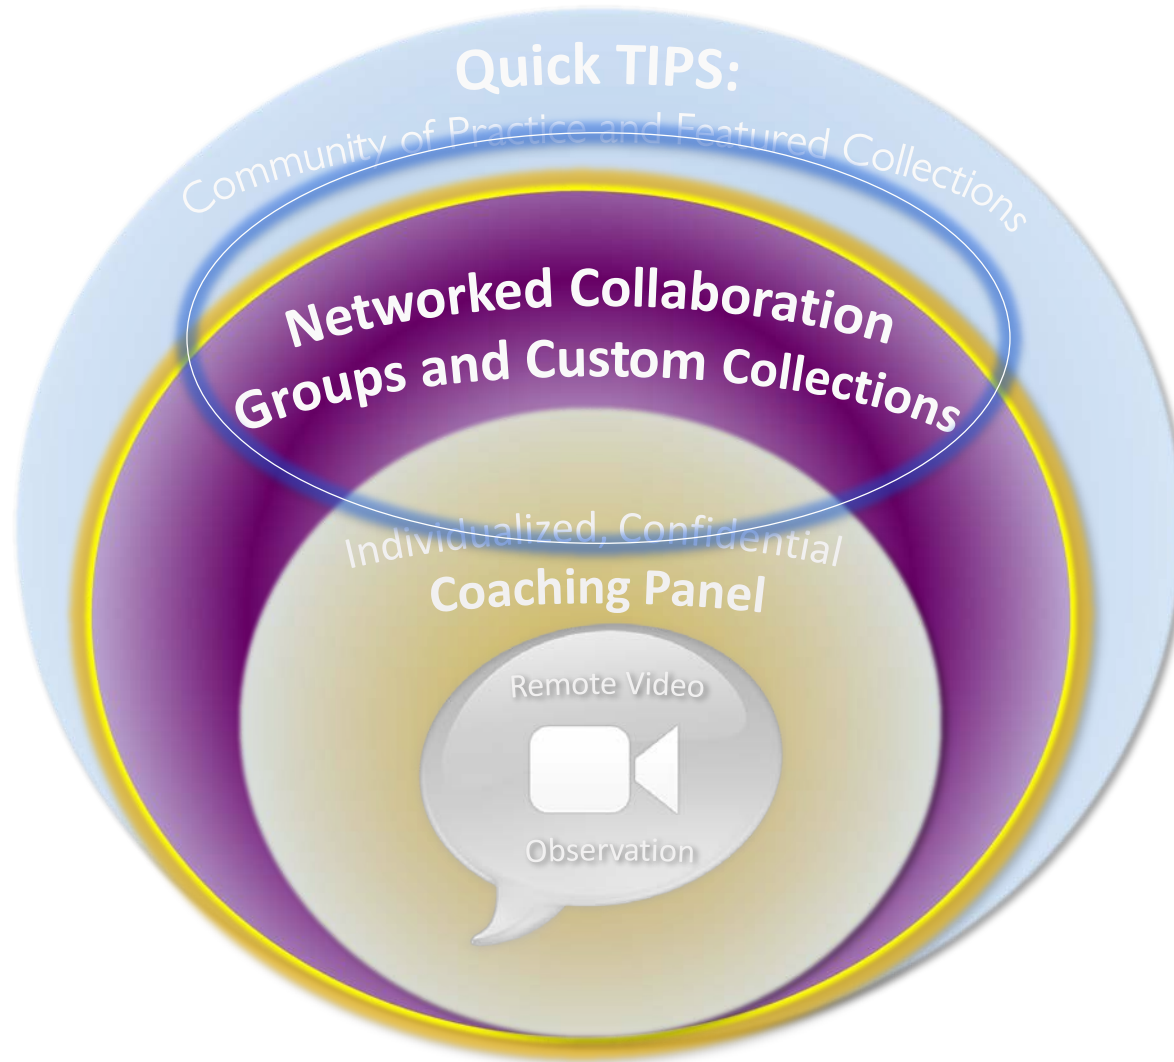 Quick TIPS:
Community of Practice and Featured Collections
Networked Collaboration
Groups and Custom Collections
Individualized, Confidential
Coaching Panel
Remote Video
Observation